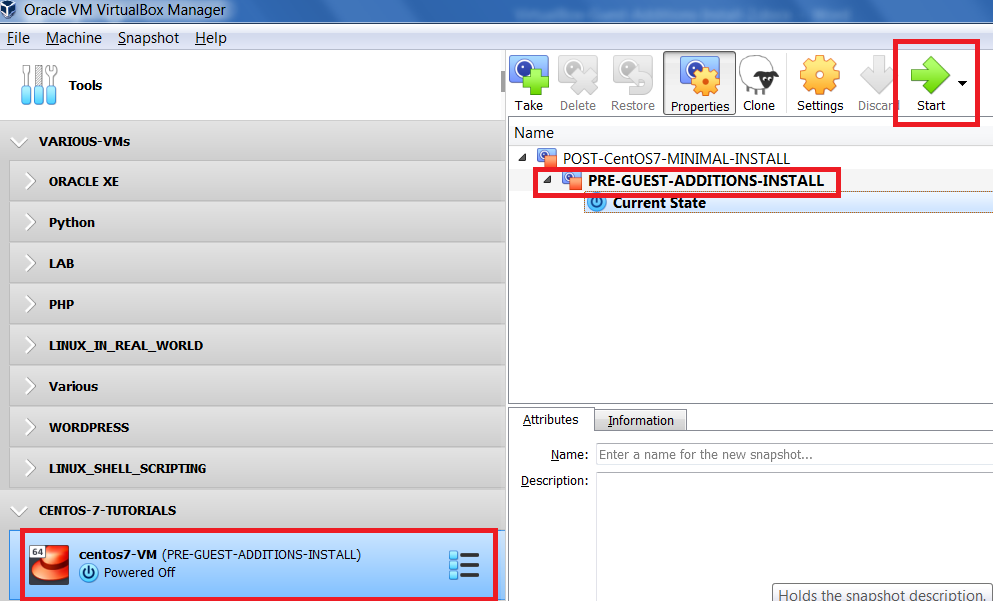 Oracle VM VirtualBox Manager
File Machine Snapshot Help
Tools
VARIOUS-VMs
ORACLE XE
Python
LAB
PHP
LINUX_IN_REAL_WORLD
Various
WORDPRESS
LINUX_SHELL_SCRIPTING
CENTOS-7-TUTORIALS
64
centos7-VM (PRE-GUEST-ADDITIONS-INSTALL)
Powered Off
Take Delete Restore Properties Clone Settings Discard Start
Name
POST-CentOS7-MINIMAL-INSTALL
PRE-GUEST-ADDITIONS-INSTALL
Current State
Attributes Information
Name: Enter a name for the new snapshot...
Description:
Holds the snapshot description.